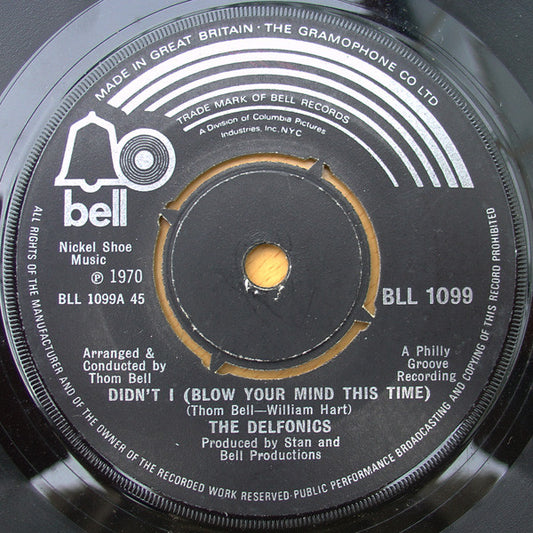 MADE IN GREAT BRITAIN · THE GRAMOPHONE CO LTD
TRADE MARK OF BELL RECORDS
A Division of Columbia Pictures
Industries, Inc. NYC
bell
Nickel Shoe
Music
℗ 1970
BLL 1099A 45
BLL 1099
Arranged &
Conducted by
Thom Bell
A Philly
Groove
Recording
DIDN'T I (BLOW YOUR MIND THIS TIME)
(Thom Bell—William Hart)
THE DELFONICS
Produced by Stan and
Bell Productions
ALL RIGHTS OF THE MANUFACTURER AND OF THE OWNER OF THE RECORDED WORK RESERVED·PUBLIC PERFORMANCE BROADCASTING AND COPYING OF THIS RECORD PROHIBITED